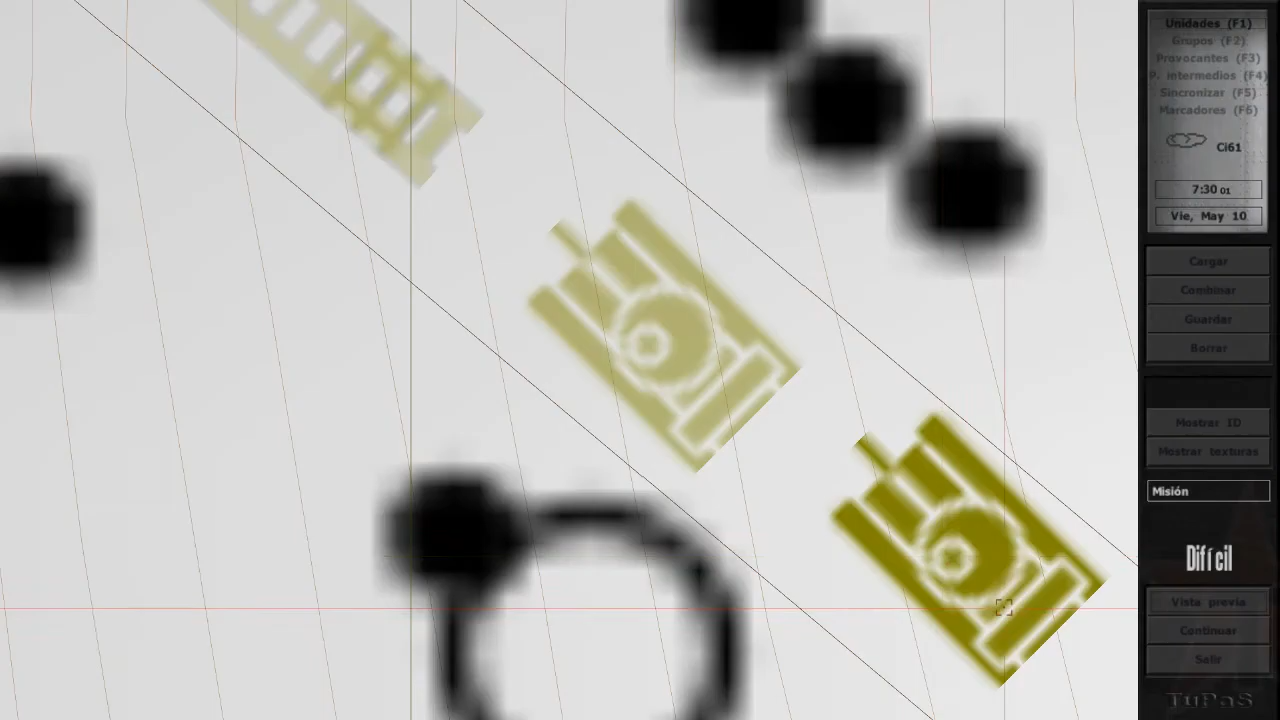 Unidades (F1)
Grupos (F2)
Provocantes (F3)
P. intermedios (F4)
Sincronizar (F5)
Marcadores (F6)
Ci61
7:30 01
Vie, May 10
Cargar
Combinar
Guardar
Borrar
Mostrar ID
Mostrar texturas
Misión
Difícil
Vista previa
Continuar
Salir
TuPaS